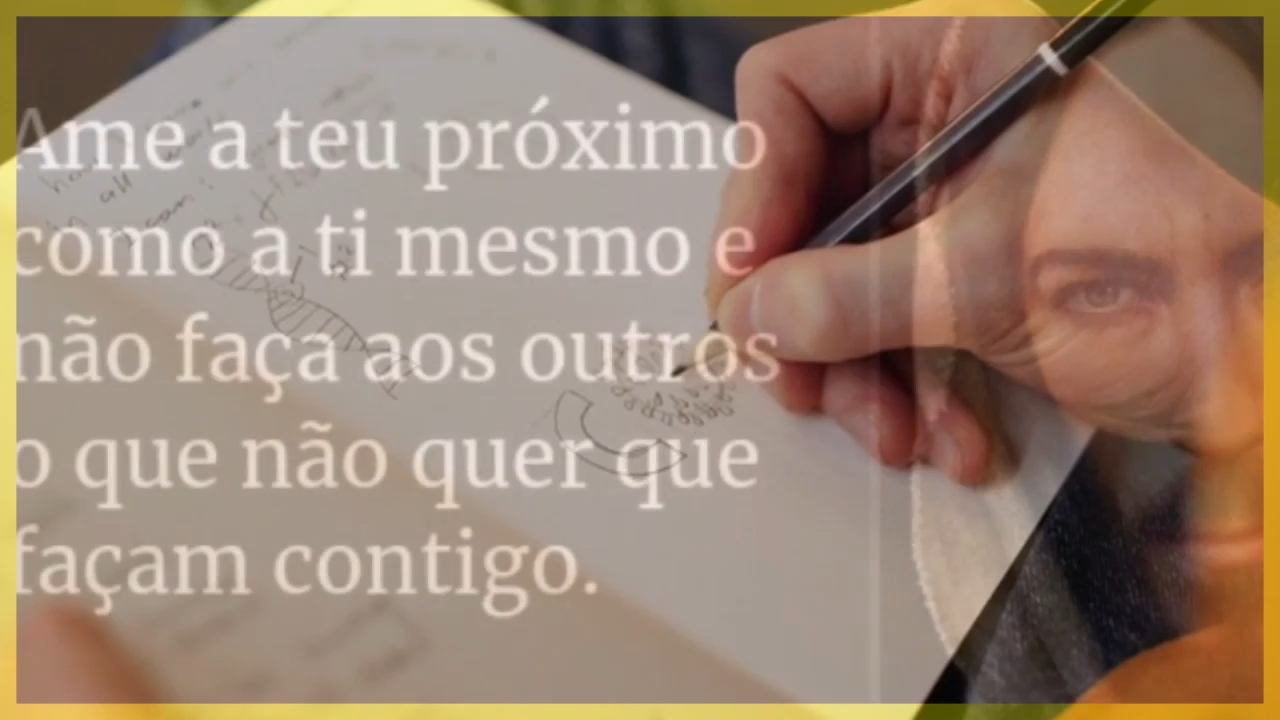 Ame a teu próximo
como a ti mesmo e
não faça aos outros
o que não quer que
façam contigo.